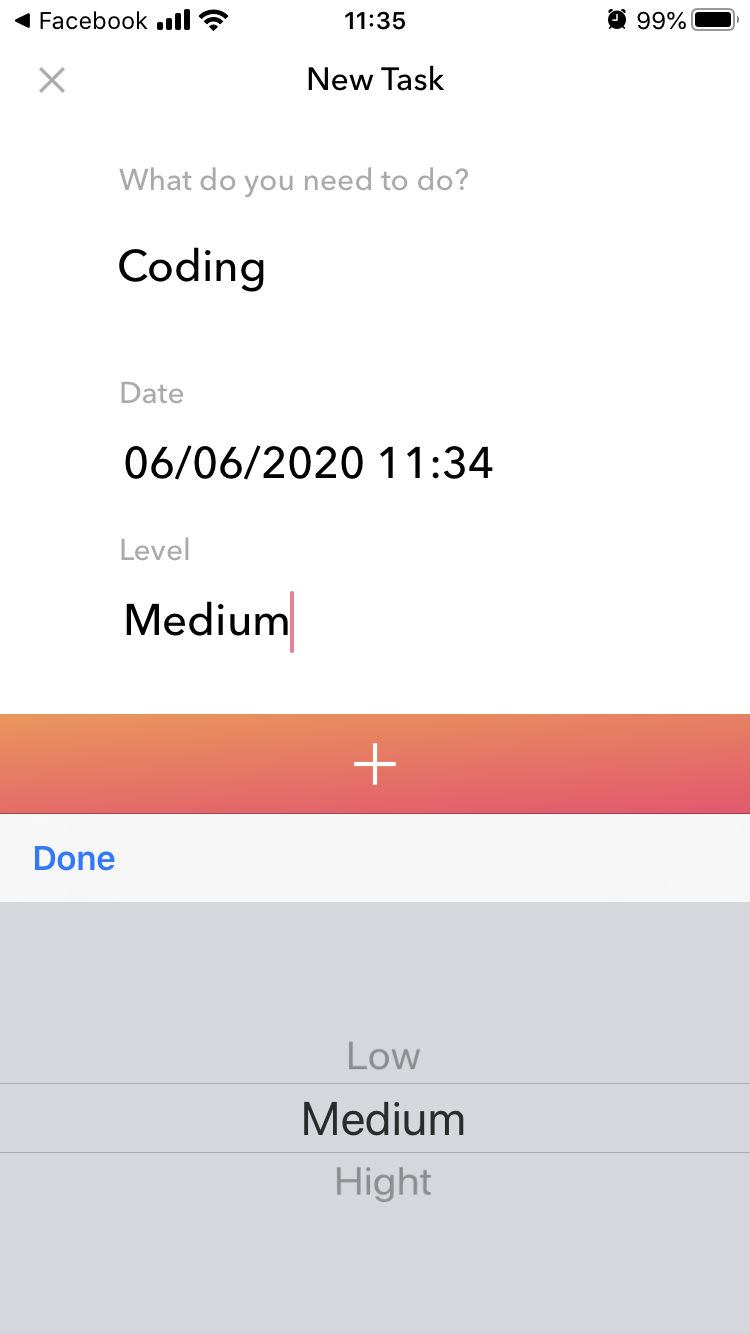 Facebook 11:35 99%
New Task
What do you need to do?
Coding
Date
06/06/2020 11:34
Level
Medium
Done
Low
Medium
Hight